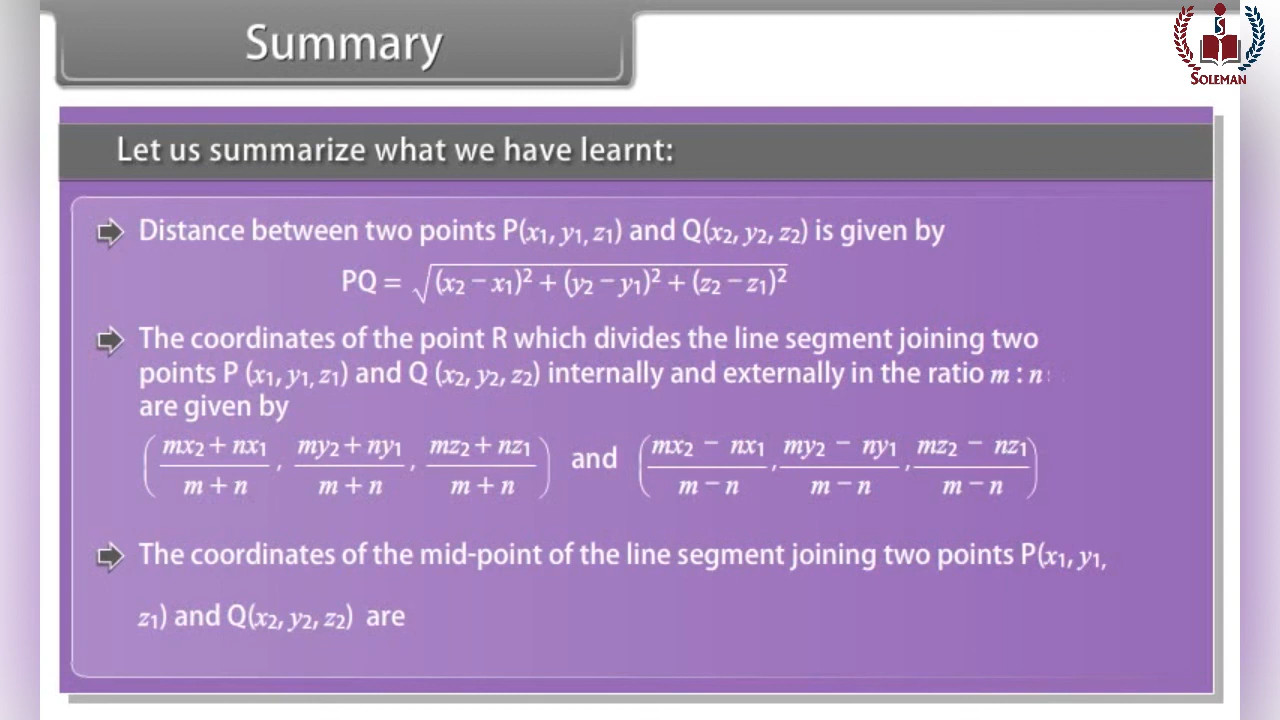 Summary
SOLEMAN
Let us summarize what we have learnt:
Distance between two points P(x₁, y₁, z₁) and Q(x₂, y₂, z₂) is given by
PQ = √(x₂ − x₁)² + (y₂ − y₁)² + (z₂ − z₁)²
The coordinates of the point R which divides the line segment joining two
points P (x₁, y₁, z₁) and Q (x₂, y₂, z₂) internally and externally in the ratio m : n
are given by
(mx₂ + nx₁ / m + n, my₂ + ny₁ / m + n, mz₂ + nz₁ / m + n) and (mx₂ − nx₁ / m − n, my₂ − ny₁ / m − n, mz₂ − nz₁ / m − n)
The coordinates of the mid-point of the line segment joining two points P(x₁, y₁,
z₁) and Q(x₂, y₂, z₂) are